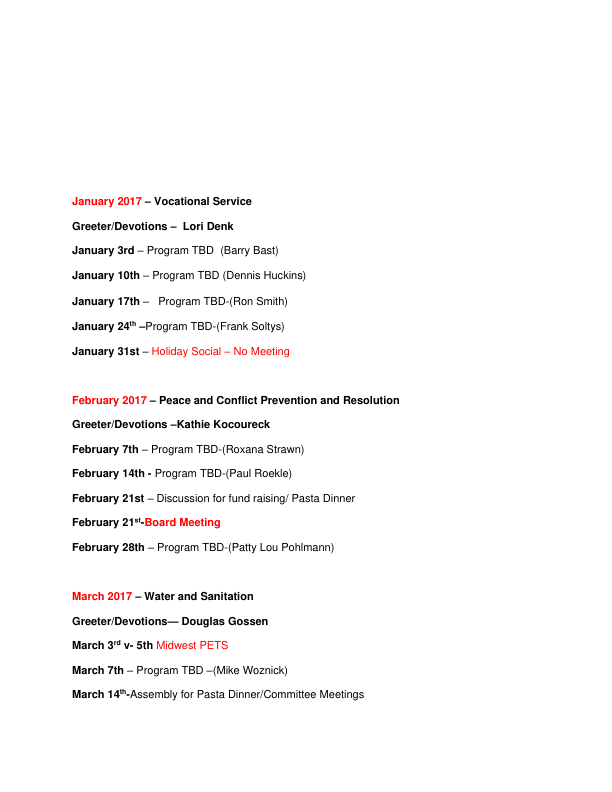 January 2017 – Vocational Service
Greeter/Devotions – Lori Denk
January 3rd – Program TBD (Barry Bast)
January 10th – Program TBD (Dennis Huckins)
January 17th – Program TBD-(Ron Smith)
January 24th –Program TBD-(Frank Soltys)
January 31st – Holiday Social – No Meeting
February 2017 – Peace and Conflict Prevention and Resolution
Greeter/Devotions –Kathie Kocoureck
February 7th – Program TBD-(Roxana Strawn)
February 14th - Program TBD-(Paul Roekle)
February 21st – Discussion for fund raising/ Pasta Dinner
February 21st-Board Meeting
February 28th – Program TBD-(Patty Lou Pohlmann)
March 2017 – Water and Sanitation
Greeter/Devotions— Douglas Gossen
March 3rd v- 5th Midwest PETS
March 7th – Program TBD –(Mike Woznick)
March 14th-Assembly for Pasta Dinner/Committee Meetings